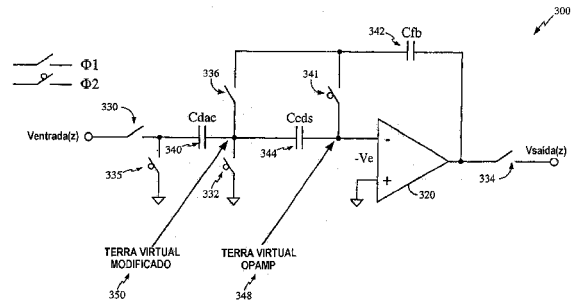 300
342
Cfb
Φ1
Φ2
336
341
330
Cdac
Ccds
Ventrada(z)
340
344
-
-Ve
+
Vsaída(z)
335
332
320
334
TERRA VIRTUAL
MODIFICADO
350
TERRA VIRTUAL
OPAMP
348